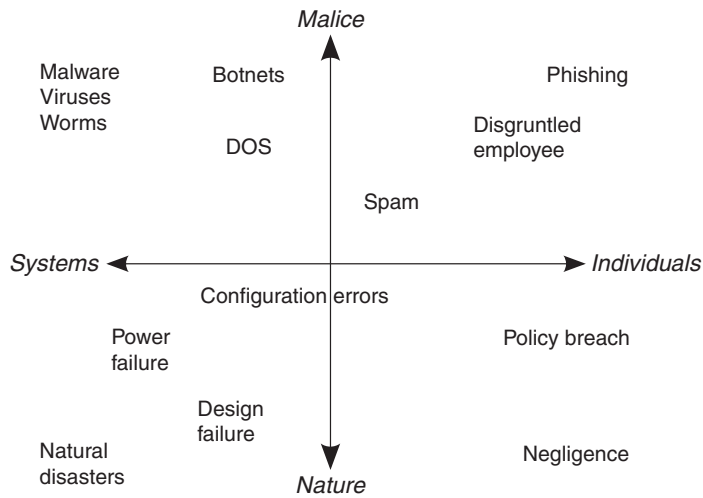 Malice
Malware
Viruses
Worms
Botnets
Phishing
DOS
Disgruntled
employee
Spam
Systems
Individuals
Configuration errors
Power
failure
Policy breach
Design
failure
Natural
disasters
Negligence
Nature